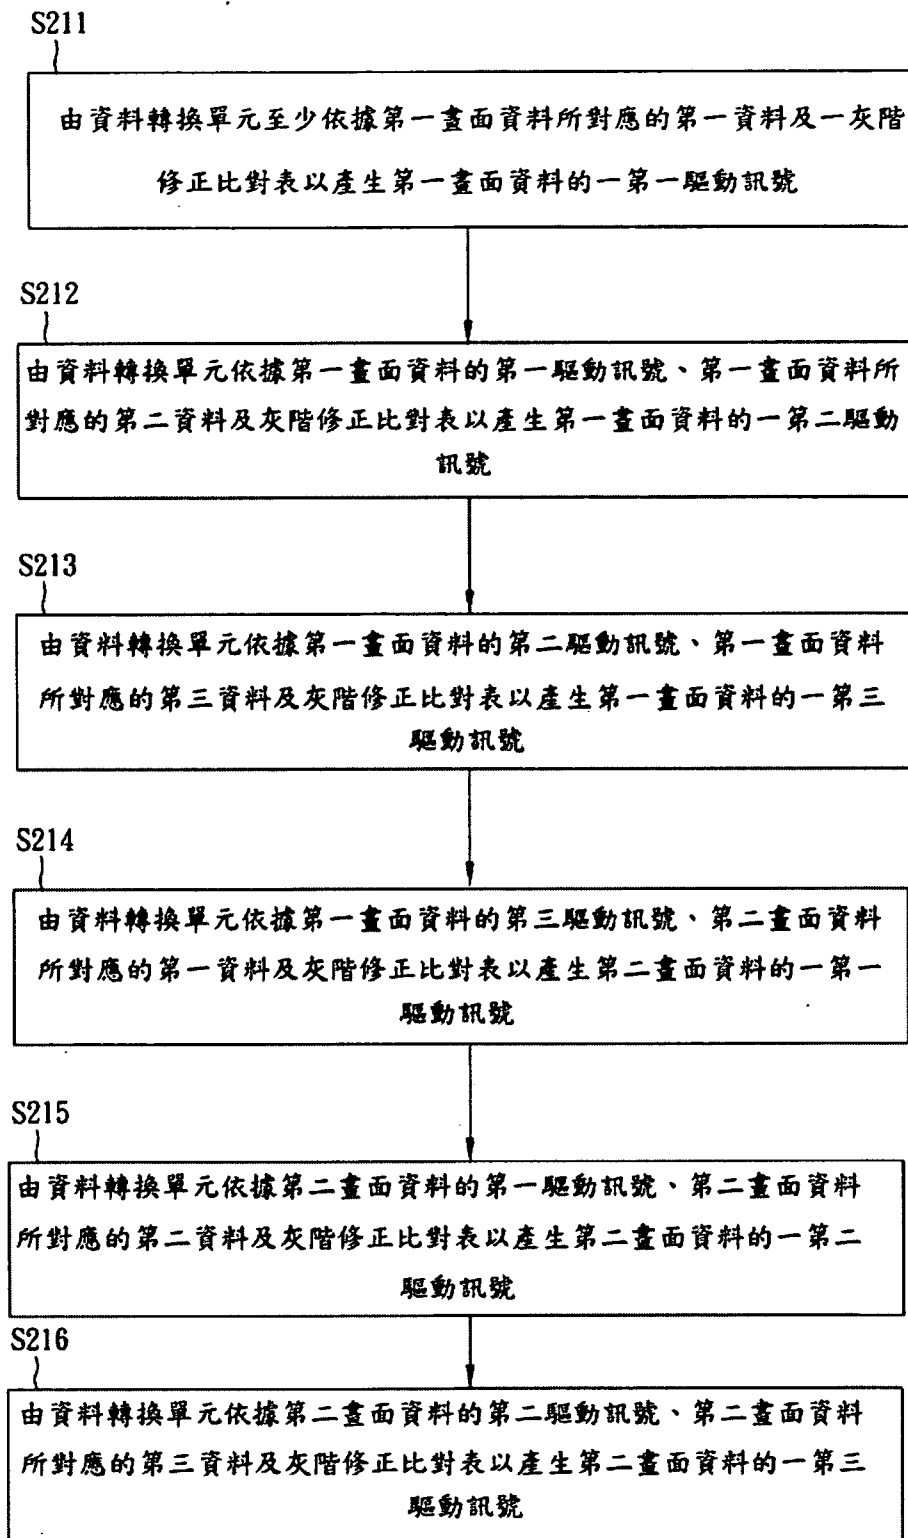 S211
由資料轉換單元至少依據第一畫面資料所對應的第一資料及一灰階
修正比對表以產生第一畫面資料的一第一驅動訊號
S212
由資料轉換單元依據第一畫面資料的第一驅動訊號、第一畫面資料所
對應的第二資料及灰階修正比對表以產生第一畫面資料的一第二驅動
訊號
S213
由資料轉換單元依據第一畫面資料的第二驅動訊號、第一畫面資料
所對應的第三資料及灰階修正比對表以產生第一畫面資料的一第三
驅動訊號
S214
由資料轉換單元依據第一畫面資料的第三驅動訊號、第二畫面資料
所對應的第一資料及灰階修正比對表以產生第二畫面資料的一第一
驅動訊號
S215
由資料轉換單元依據第二畫面資料的第一驅動訊號、第二畫面資料
所對應的第二資料及灰階修正比對表以產生第二畫面資料的一第二
驅動訊號
S216
由資料轉換單元依據第二畫面資料的第二驅動訊號、第二畫面資料
所對應的第三資料及灰階修正比對表以產生第二畫面資料的一第三
驅動訊號